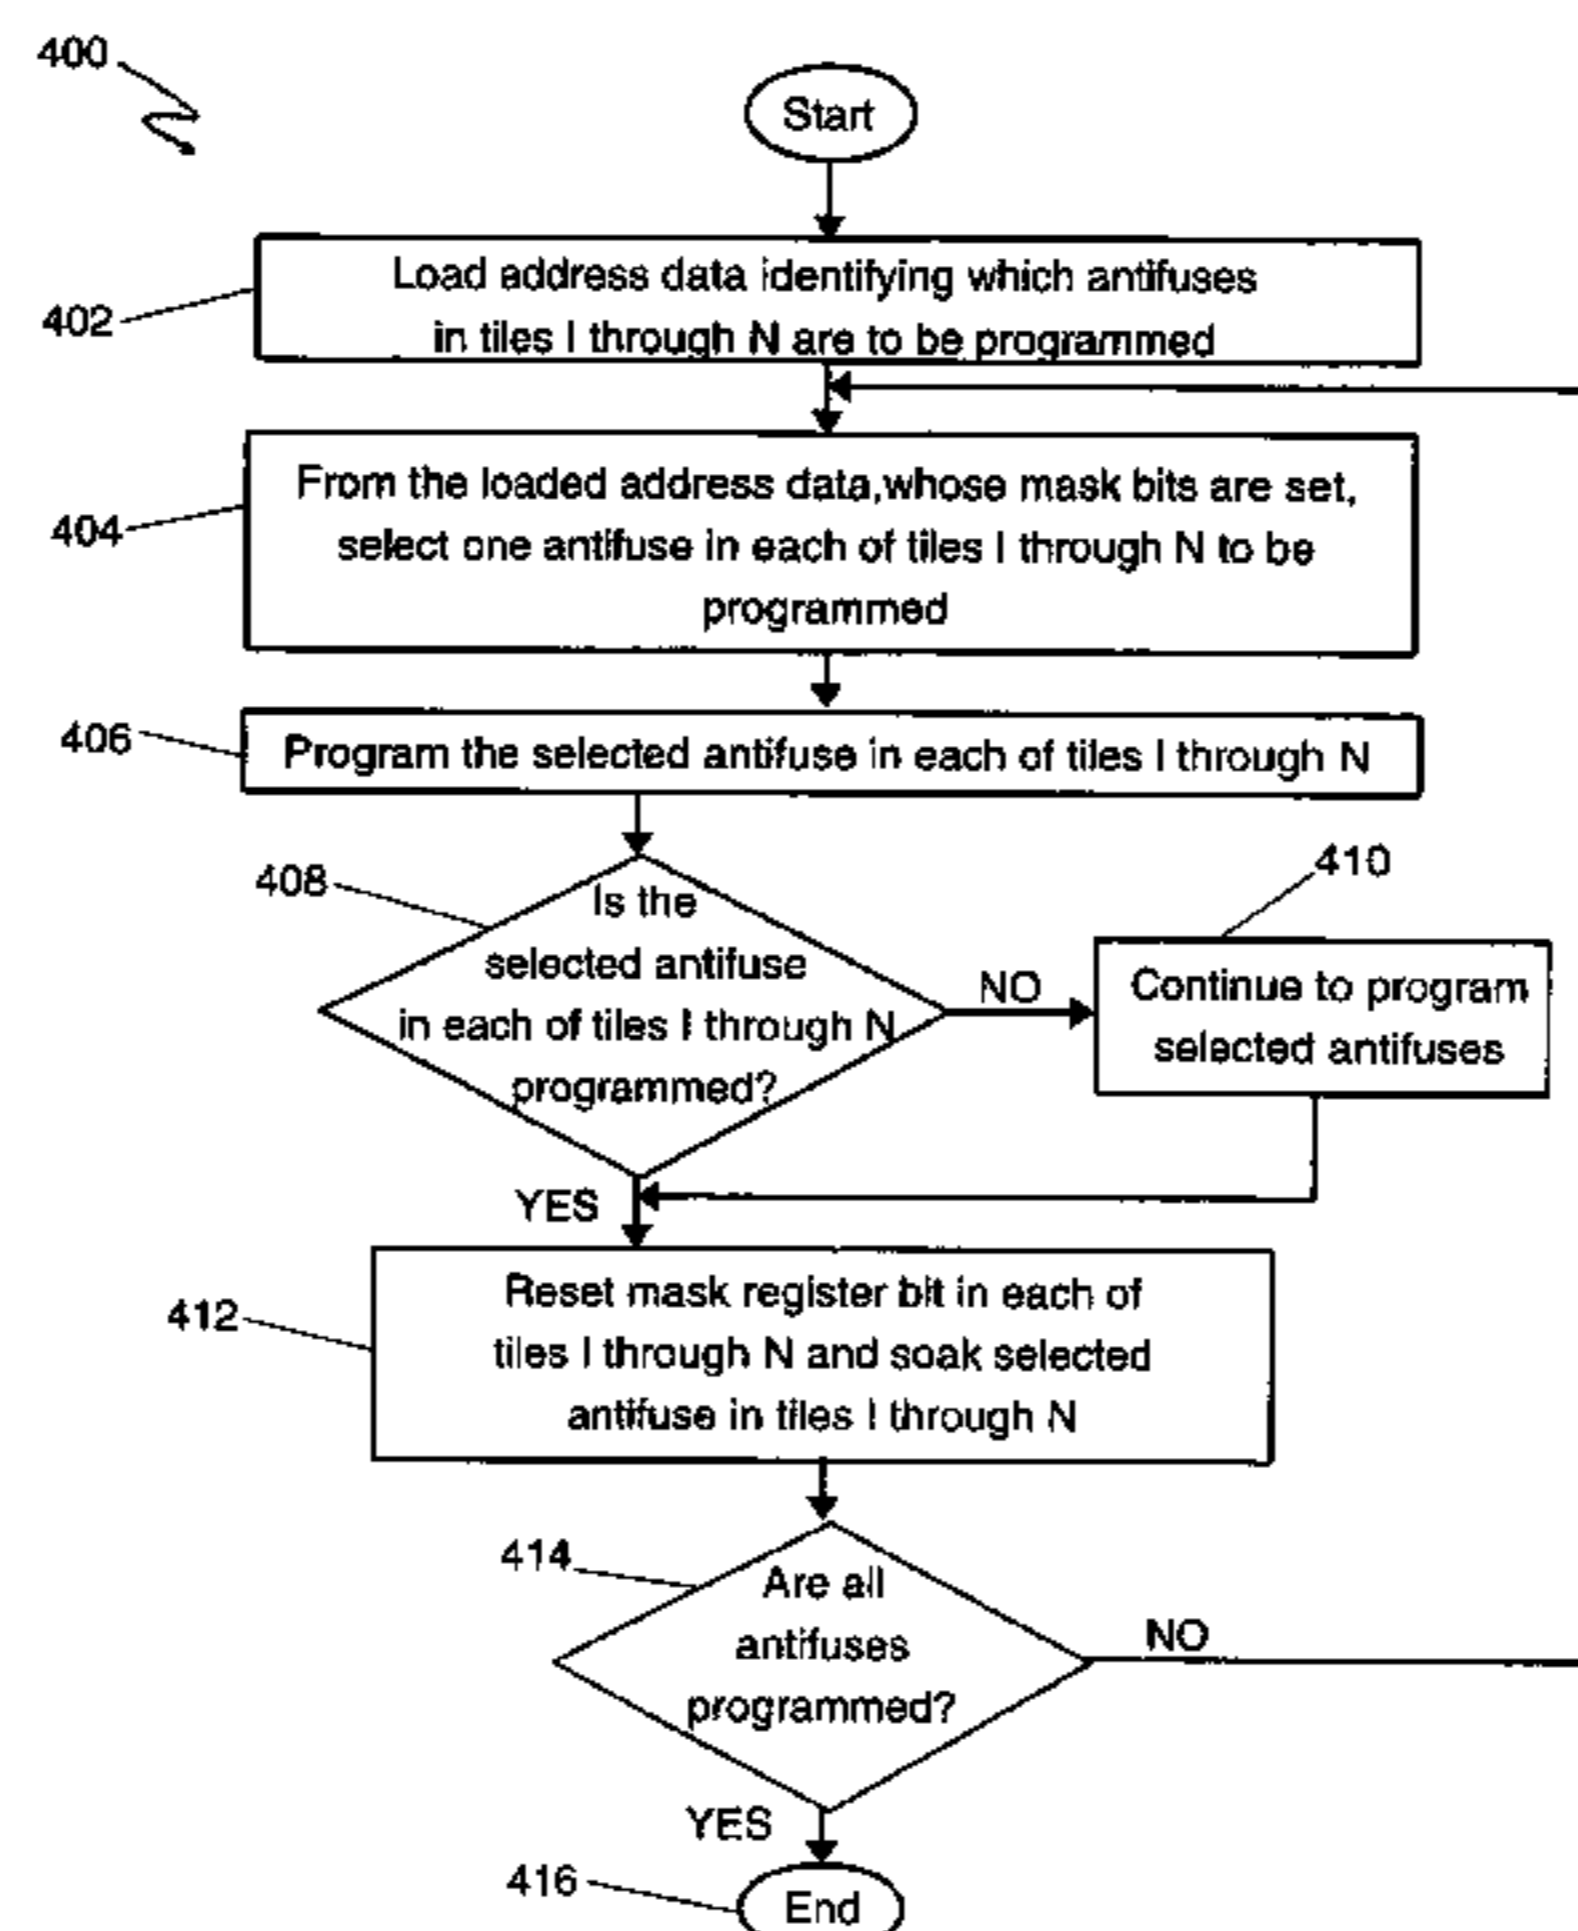 400
Start
402
Load address data identifying which antifuses
in tiles I through N are to be programmed
404
From the loaded address data,whose mask bits are set,
select one antifuse in each of tiles I through N to be
programmed
406
Program the selected antifuse in each of tiles I through N
408
Is the
selected antifuse
in each of tiles I through N
programmed?
NO
410
Continue to program
selected antifuses
YES
412
Reset mask register bit in each of
tiles I through N and soak selected
antifuse in tiles I through N
414
Are all
antifuses
programmed?
NO
YES
416
End